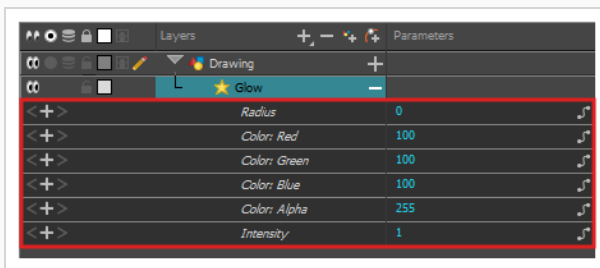 Layers Parameters
Drawing
Glow
Radius 0
Color: Red 100
Color: Green 100
Color: Blue 100
Color: Alpha 255
Intensity 1